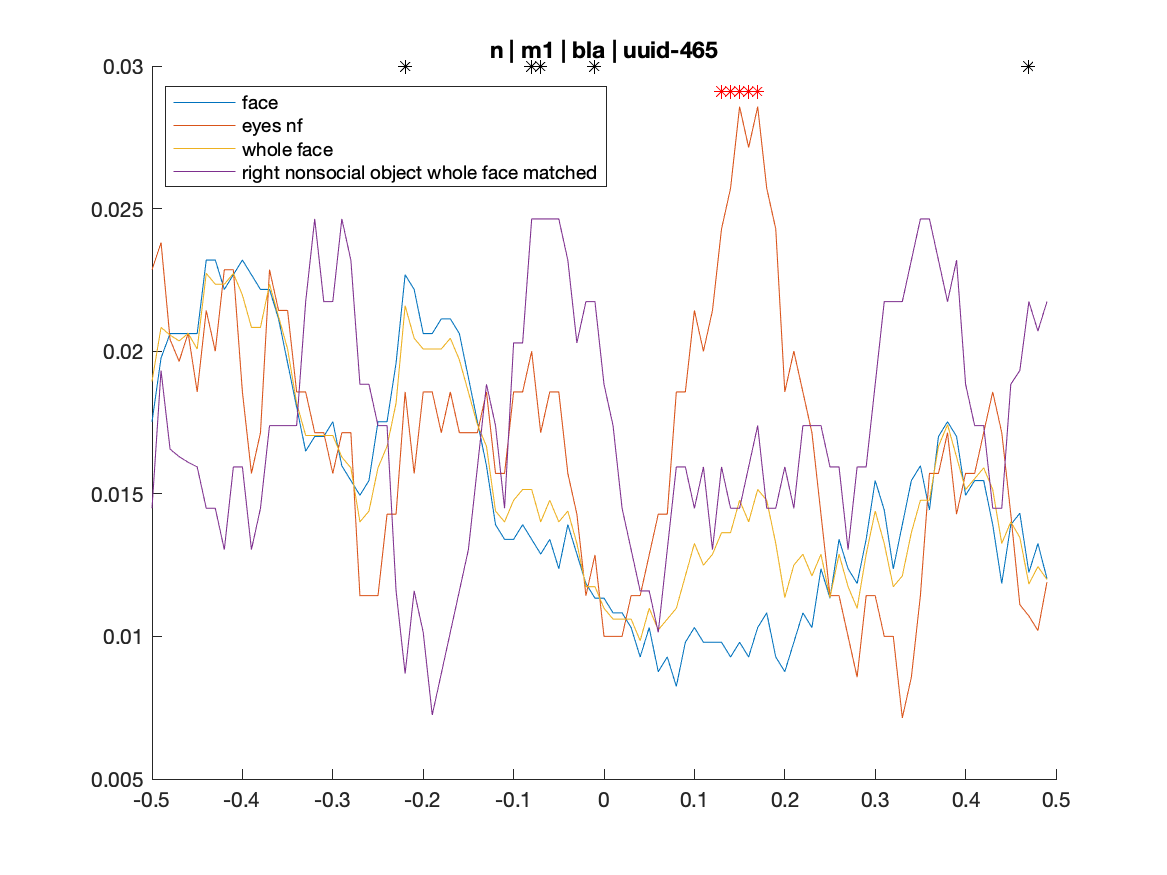 n | m1 | bla | uuid-465
0.03
face
eyes nf
whole face
right nonsocial object whole face matched
0.025
0.02
0.015
0.01
0.005
-0.5 -0.4 -0.3 -0.2 -0.1 0 0.1 0.2 0.3 0.4 0.5